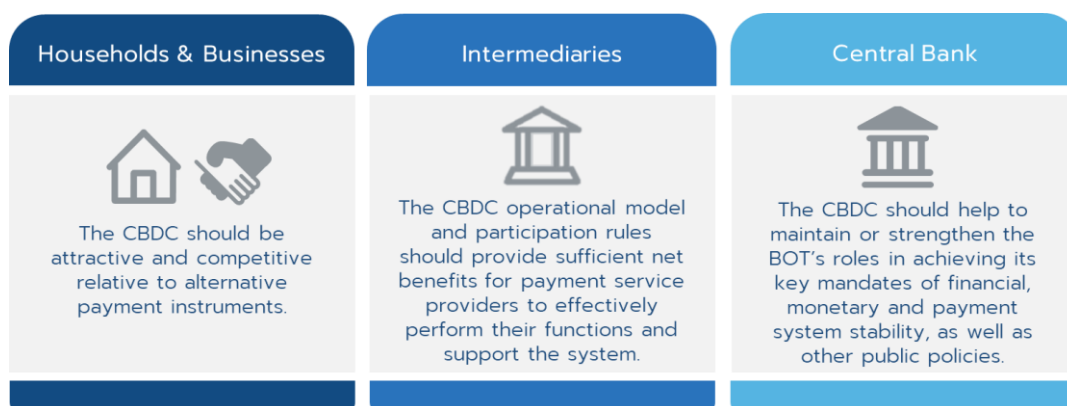 Households & Businesses
The CBDC should be
attractive and competitive
relative to alternative
payment instruments.
Intermediaries
The CBDC operational model
and participation rules
should provide sufficient net
benefits for payment service
providers to effectively
perform their functions and
support the system.
Central Bank
The CBDC should help to
maintain or strengthen the
BOT's roles in achieving its
key mandates of financial,
monetary and payment
system stability, as well as
other public policies.